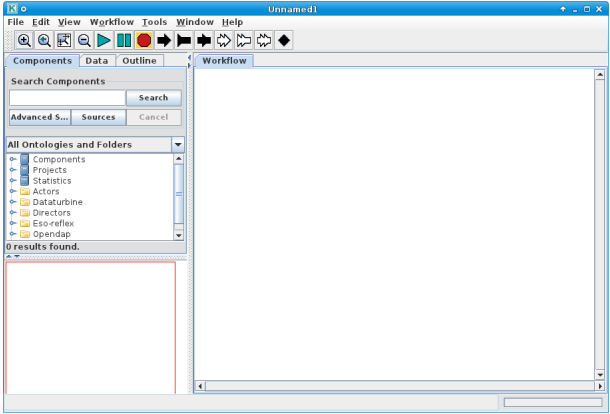 Unnamed1
File Edit View Workflow Tools Window Help
Components Data Outline
Workflow
Search Components
Search
Advanced S... Sources Cancel
All Ontologies and Folders
Components
Projects
Statistics
Actors
Dataturbine
Directors
Eso-reflex
Opendap
0 results found.